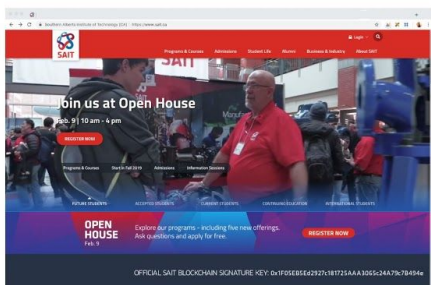 Southern Alberta Institute of Technology [CA] | https://www.sait.ca
Login
SAIT
Programs & Courses Admissions Student Life Alumni Business & Industry About SAIT
SAIT
Join us at Open House
Feb. 9 | 10 am - 4 pm
REGISTER NOW
Programs & Courses Start in Fall 2019 Admissions Information Sessions
FUTURE STUDENTS ACCEPTED STUDENTS CURRENT STUDENTS CONTINUING EDUCATION INTERNATIONAL STUDENTS
OPEN
HOUSE
Feb. 9
Explore our programs - including five new offerings.
Ask questions and apply for free.
REGISTER NOW
OFFICIAL SAIT BLOCKCHAIN SIGNATURE KEY: